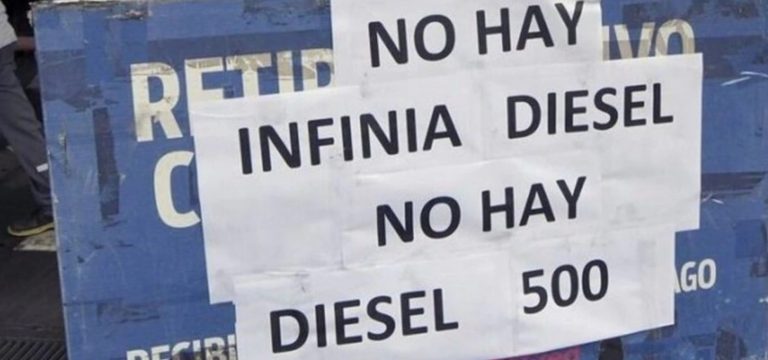 NO HAY
INFINIA DIESEL
NO HAY
DIESEL 500